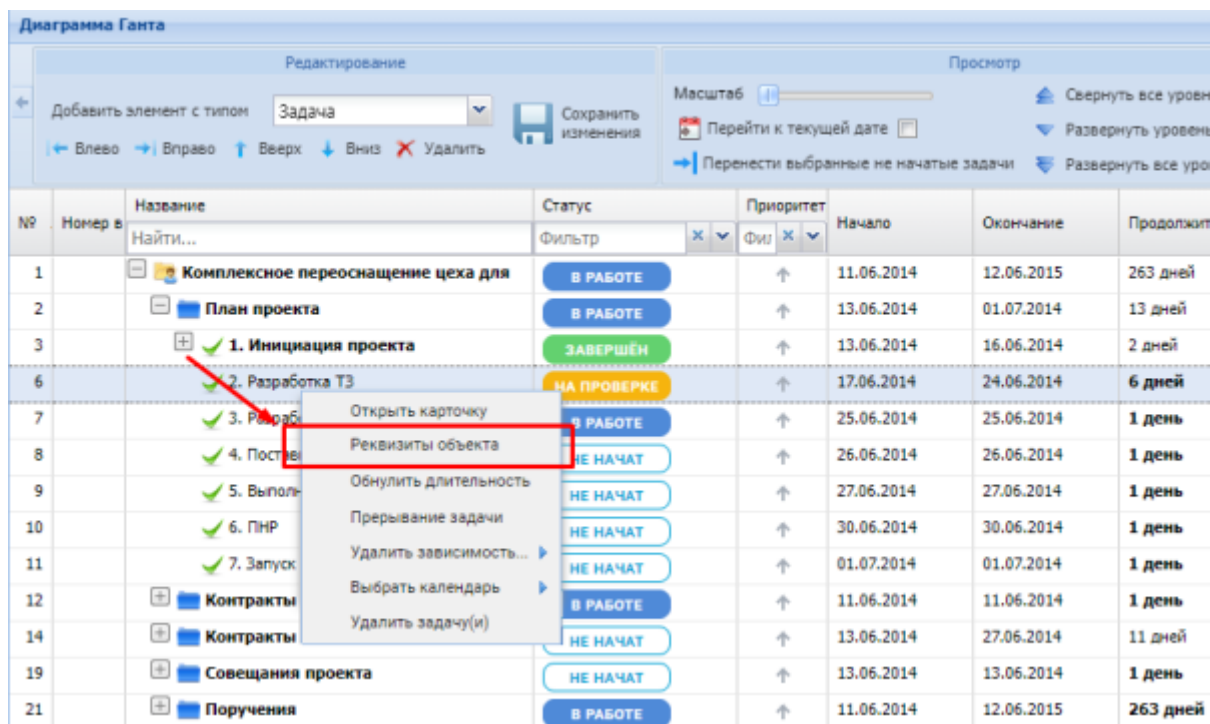 Диаграмма Ганта
Редактирование
Просмотр
Добавить элемент с типом
Задача
Сохранить
изменения
Влево Вправо Вверх Вниз Удалить
Масштаб
Перейти к текущей дате
Перенести выбранные не начатые задачи
Свернуть все уровн
Развернуть уровень
Развернуть все уро
№ Номер в Название Статус Приоритет Начало Окончание Продолжит
Найти... Фильтр Фил
1 Комплексное переоснащение цеха для В РАБОТЕ 11.06.2014 12.06.2015 263 дней
2 План проекта В РАБОТЕ 13.06.2014 01.07.2014 13 дней
3 1. Инициация проекта ЗАВЕРШЁН 13.06.2014 16.06.2014 2 дней
6 2. Разработка ТЗ НА ПРОВЕРКЕ 17.06.2014 24.06.2014 6 дней
7 3. Разраб В РАБОТЕ 25.06.2014 25.06.2014 1 день
8 4. Постав НЕ НАЧАТ 26.06.2014 26.06.2014 1 день
9 5. Выполн НЕ НАЧАТ 27.06.2014 27.06.2014 1 день
10 6. ПНР НЕ НАЧАТ 30.06.2014 30.06.2014 1 день
11 7. Запуск НЕ НАЧАТ 01.07.2014 01.07.2014 1 день
12 Контракты В РАБОТЕ 11.06.2014 11.06.2014 1 день
14 Контракты НЕ НАЧАТ 13.06.2014 27.06.2014 11 дней
19 Совещания проекта НЕ НАЧАТ 13.06.2014 13.06.2014 1 день
21 Поручения В РАБОТЕ 11.06.2014 12.06.2015 263 дней
Открыть карточку
Реквизиты объекта
Обнулить длительность
Прерывание задачи
Удалить зависимость...
Выбрать календарь
Удалить задачу(и)